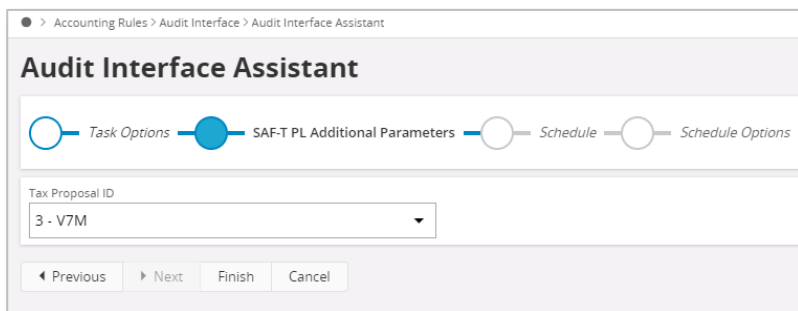 Accounting Rules > Audit Interface > Audit Interface Assistant
Audit Interface Assistant
Task Options SAF-T PL Additional Parameters Schedule Schedule Options
Tax Proposal ID
3 - V7M
Previous Next Finish Cancel